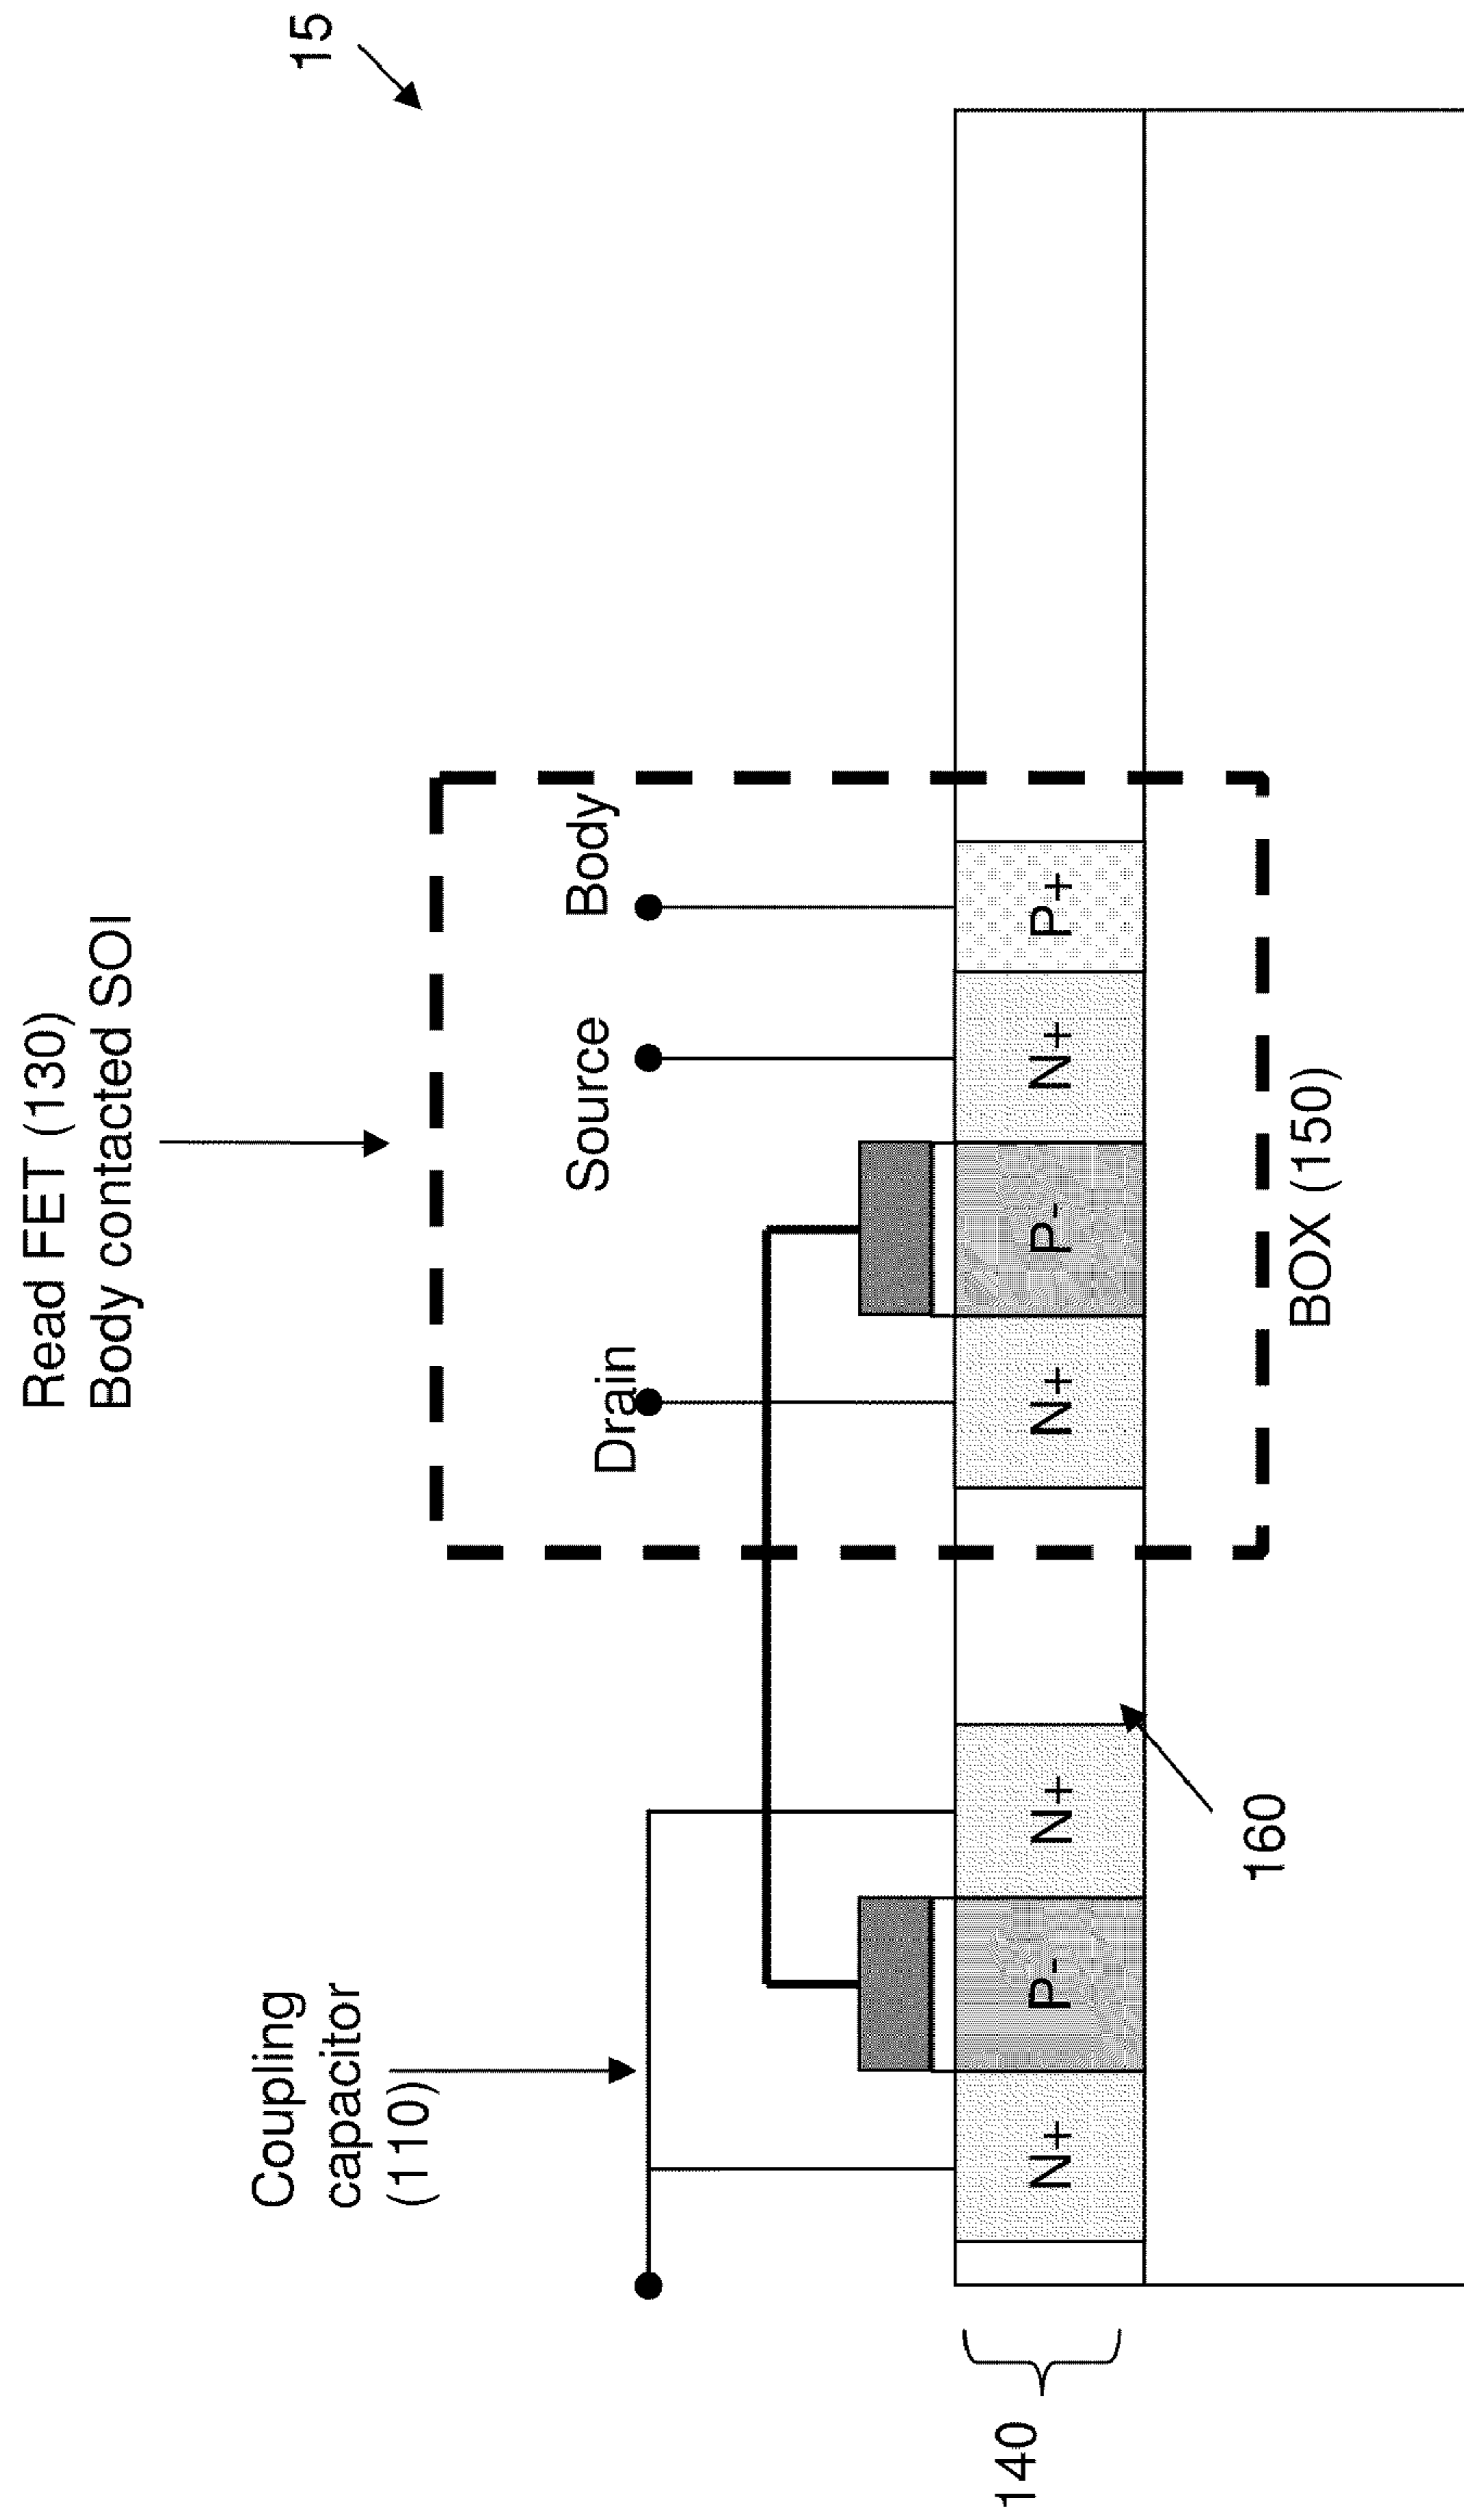 15
Read FET (130)
Body contacted SOI
Coupling
capacitor
(110)
Drain
Source
Body
N+
P-
N+
N+
P-
N+
P+
140
160
BOX (150)